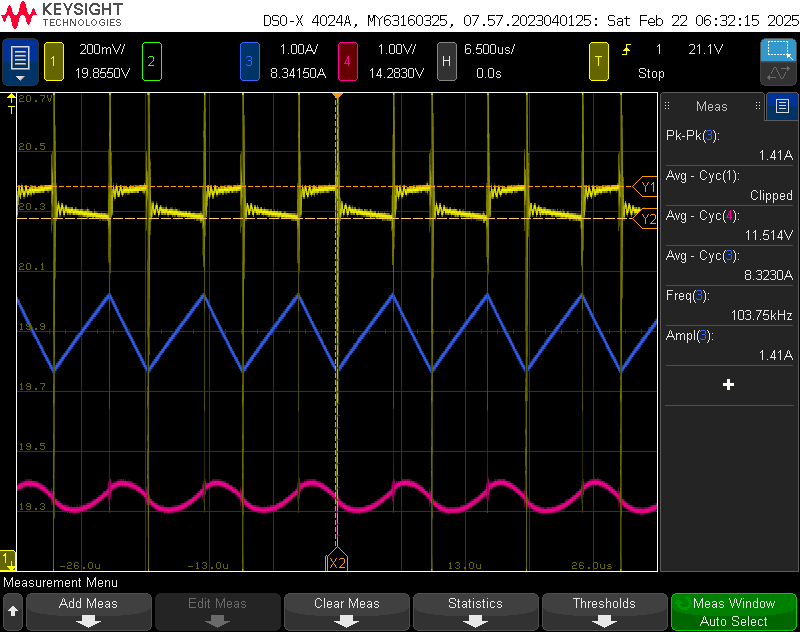 KEYSIGHT
TECHNOLOGIES
DSO-X 4024A, MY63160325, 07.57.2023040125: Sat Feb 22 06:32:15 2025
1 200mV/ 2 3 1.00A/ 4 1.00V/ H 6.500us/ T 1 21.1V
19.8550V 8.34150A 14.2830V 0.0s Stop
T
20.7V
20.5
20.3
20.1
19.9
19.7
19.5
19.3
Y1
Y2
-26.0u -13.0u X2 13.0u 26.0us
1
Meas
Pk-Pk(3):
1.41A
Avg - Cyc(1):
Clipped
Avg - Cyc(4):
11.514V
Avg - Cyc(3):
8.3230A
Freq(3):
103.75kHz
Ampl(3):
1.41A
Measurement Menu
Add Meas
Edit Meas
Clear Meas
Statistics
Thresholds
Meas Window
Auto Select